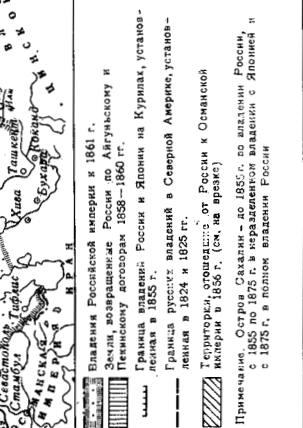 Севастополь
Стамбул
Тифлис
Хива
Ташкент
Коканд
Бухара
ИМПЕРИЯ
ИРАН
Владения Российской империи к 1861 г.
Земли, возвращенные России по Айгуньскому и
Пекинскому договорам 1858—1860 гг.
Граница владений России и Японии на Курилах, установ-
ленная в 1855 г.
Граница русских владений в Северной Америке, установ-
ленная в 1824 и 1825 гг.
Территории, отошедшие от России к Османской
империи в 1856 г. (см. на врезке)
Примечание. Остров Сахалин — до 1855 г. во владении России,
с 1855 по 1875 г. в неразделенном владении с Японией и
с 1875 г. в полном владении России